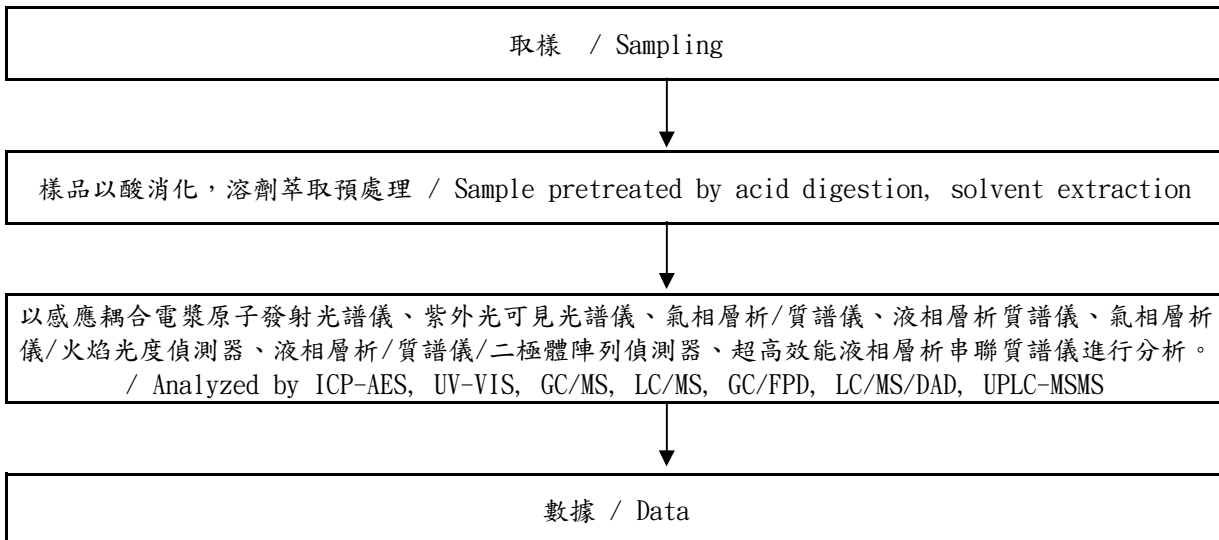 取樣 / Sampling
樣品以酸消化，溶劑萃取預處理 / Sample pretreated by acid digestion, solvent extraction
以感應耦合電漿原子發射光譜儀、紫外光可見光譜儀、氣相層析/質譜儀、液相層析質譜儀、氣相層析
儀/火焰光度偵測器、液相層析/質譜儀/二極體陣列偵測器、超高效能液相層析串聯質譜儀進行分析。
/ Analyzed by ICP-AES, UV-VIS, GC/MS, LC/MS, GC/FPD, LC/MS/DAD, UPLC-MSMS
數據 / Data